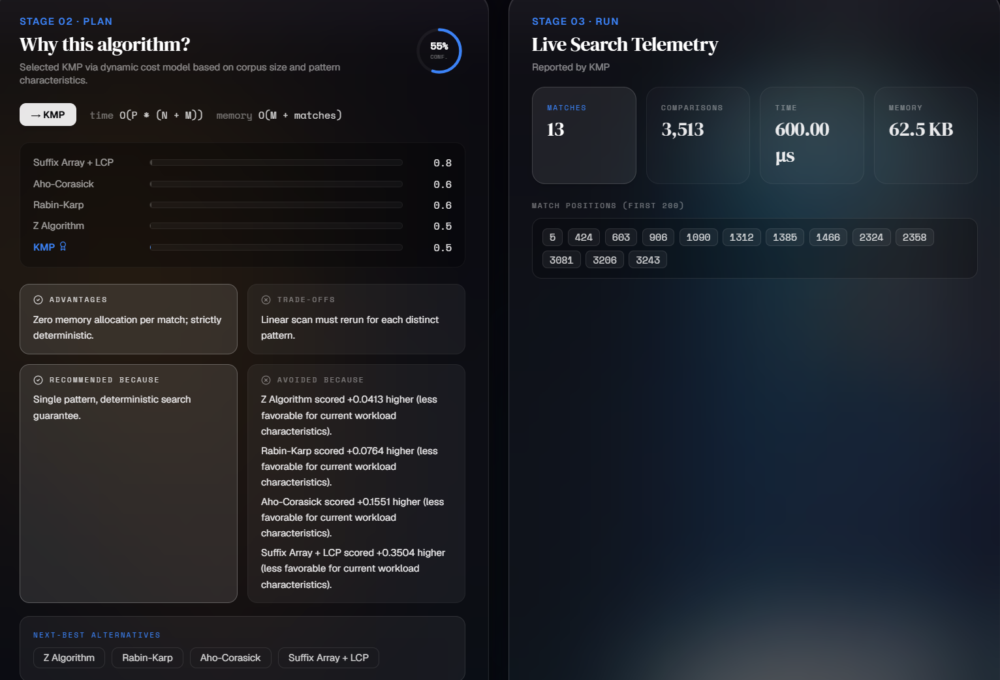 STAGE 02 · PLAN
Why this algorithm?
Selected KMP via dynamic cost model based on corpus size and pattern
characteristics.
55%
CONF.
→ KMP
time O(P * (N + M)) memory O(M + matches)
Suffix Array + LCP 0.8
Aho-Corasick 0.6
Rabin-Karp 0.6
Z Algorithm 0.5
KMP 0.5
ADVANTAGES
Zero memory allocation per match; strictly
deterministic.
TRADE-OFFS
Linear scan must rerun for each distinct
pattern.
RECOMMENDED BECAUSE
Single pattern, deterministic search
guarantee.
AVOIDED BECAUSE
Z Algorithm scored +0.0413 higher (less
favorable for current workload
characteristics).
Rabin-Karp scored +0.0764 higher (less
favorable for current workload
characteristics).
Aho-Corasick scored +0.1551 higher (less
favorable for current workload
characteristics).
Suffix Array + LCP scored +0.3504 higher
(less favorable for current workload
characteristics).
NEXT-BEST ALTERNATIVES
Z Algorithm Rabin-Karp Aho-Corasick Suffix Array + LCP
STAGE 03 · RUN
Live Search Telemetry
Reported by KMP
MATCHES
13
COMPARISONS
3,513
TIME
600.00
µs
MEMORY
62.5 KB
MATCH POSITIONS (FIRST 200)
5 424 603 906 1090 1312 1385 1466 2324 2358
3081 3206 3243